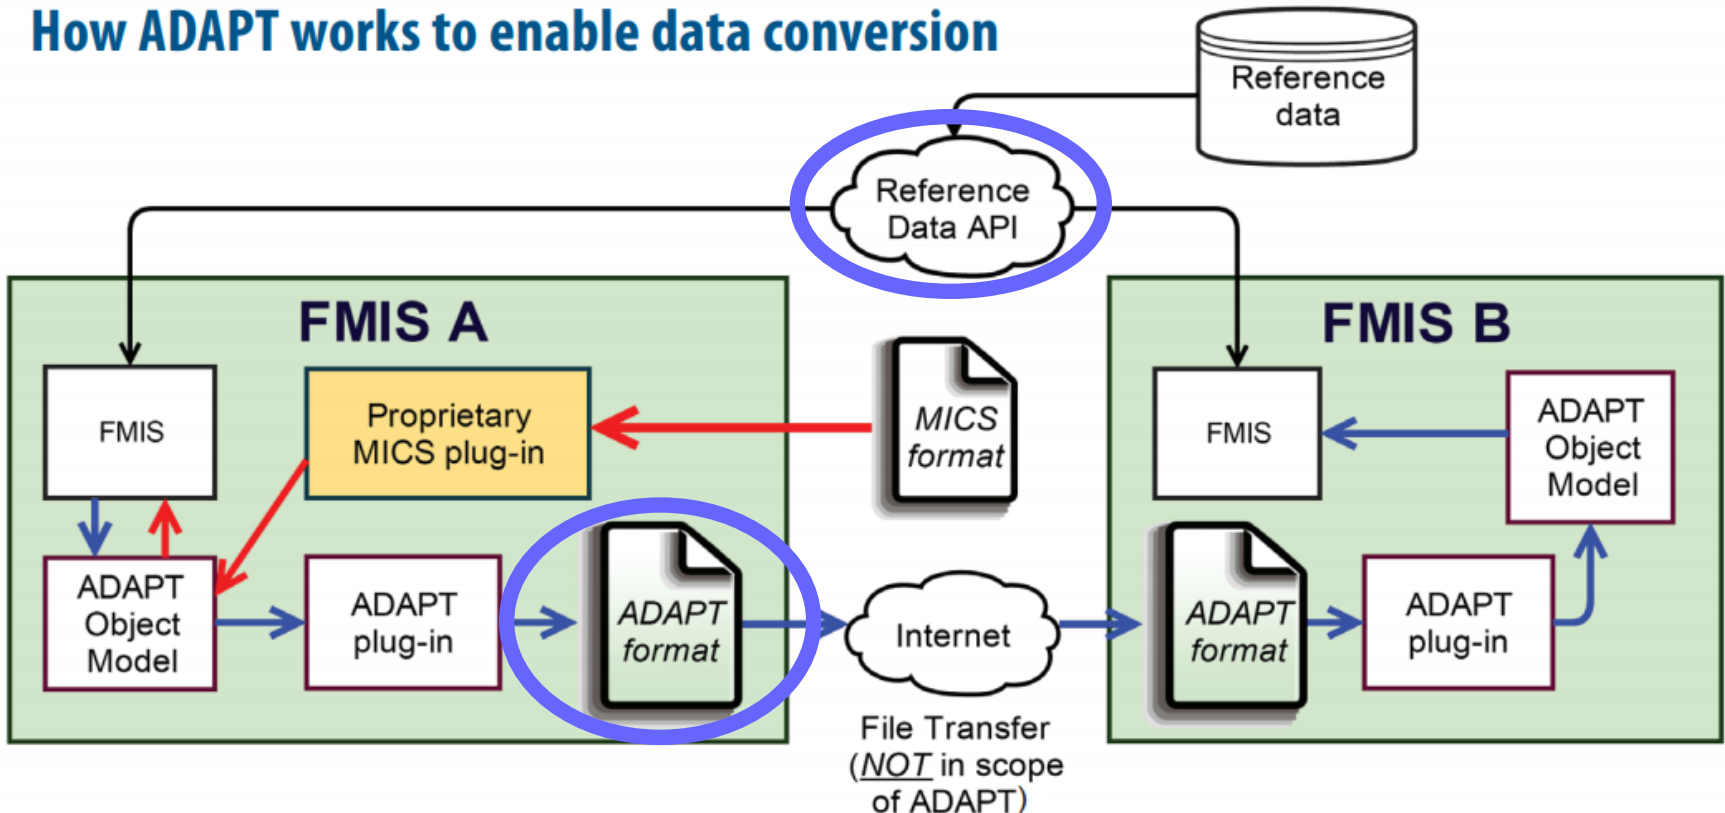 How ADAPT works to enable data conversion
Reference
data
Reference
Data API
FMIS A
FMIS B
FMIS
Proprietary
MICS plug-in
MICS
format
FMIS
ADAPT
Object
Model
ADAPT
Object
Model
ADAPT
plug-in
ADAPT
format
Internet
ADAPT
format
ADAPT
plug-in
File Transfer
(NOT in scope
of ADAPT)